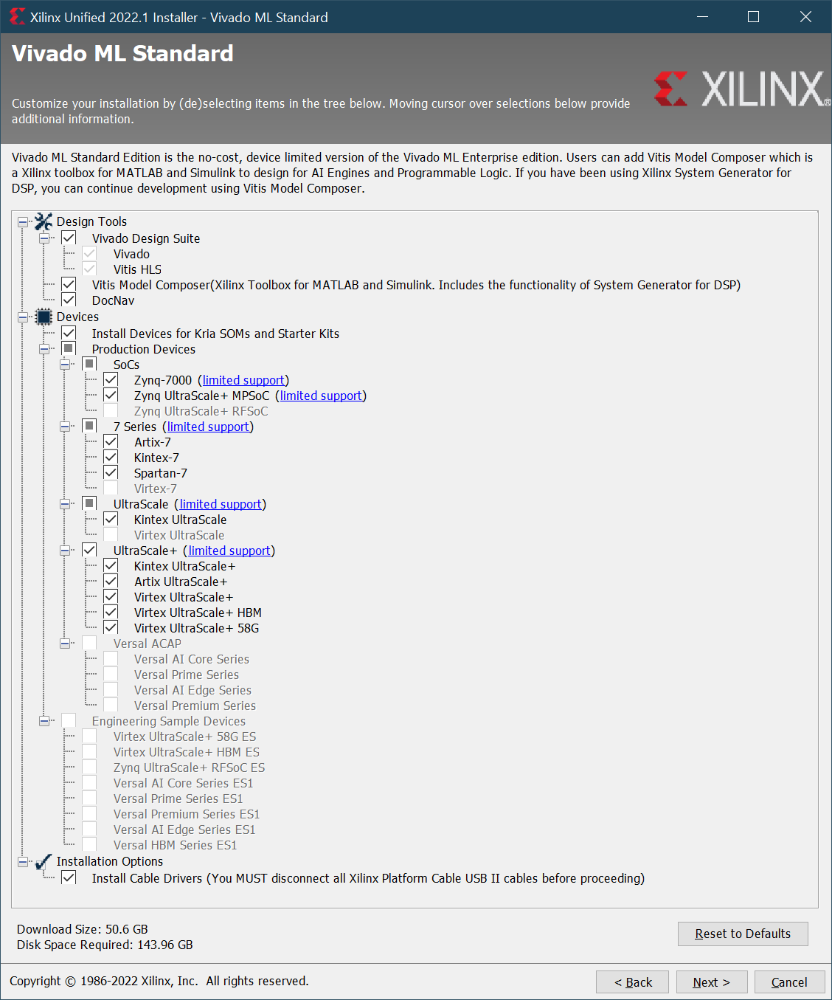 Xilinx Unified 2022.1 Installer - Vivado ML Standard
Vivado ML Standard
Customize your installation by (de)selecting items in the tree below. Moving cursor over selections below provide
additional information.
XILINX®
Vivado ML Standard Edition is the no-cost, device limited version of the Vivado ML Enterprise edition. Users can add Vitis Model Composer which is
a Xilinx toolbox for MATLAB and Simulink to design for AI Engines and Programmable Logic. If you have been using Xilinx System Generator for
DSP, you can continue development using Vitis Model Composer.
Design Tools
Vivado Design Suite
Vivado
Vitis HLS
Vitis Model Composer(Xilinx Toolbox for MATLAB and Simulink. Includes the functionality of System Generator for DSP)
DocNav
Devices
Install Devices for Kria SOMs and Starter Kits
Production Devices
SoCs
Zynq-7000 (limited support)
Zynq UltraScale+ MPSoC (limited support)
Zynq UltraScale+ RFSoC
7 Series (limited support)
Artix-7
Kintex-7
Spartan-7
Virtex-7
UltraScale (limited support)
Kintex UltraScale
Virtex UltraScale
UltraScale+ (limited support)
Kintex UltraScale+
Artix UltraScale+
Virtex UltraScale+
Virtex UltraScale+ HBM
Virtex UltraScale+ 58G
Versal ACAP
Versal AI Core Series
Versal Prime Series
Versal AI Edge Series
Versal Premium Series
Engineering Sample Devices
Virtex UltraScale+ 58G ES
Virtex UltraScale+ HBM ES
Zynq UltraScale+ RFSoC ES
Versal AI Core Series ES1
Versal Prime Series ES1
Versal Premium Series ES1
Versal AI Edge Series ES1
Versal HBM Series ES1
Installation Options
Install Cable Drivers (You MUST disconnect all Xilinx Platform Cable USB II cables before proceeding)
Download Size: 50.6 GB
Disk Space Required: 143.96 GB
Reset to Defaults
Copyright © 1986-2022 Xilinx, Inc.  All rights reserved.
< Back
Next >
Cancel